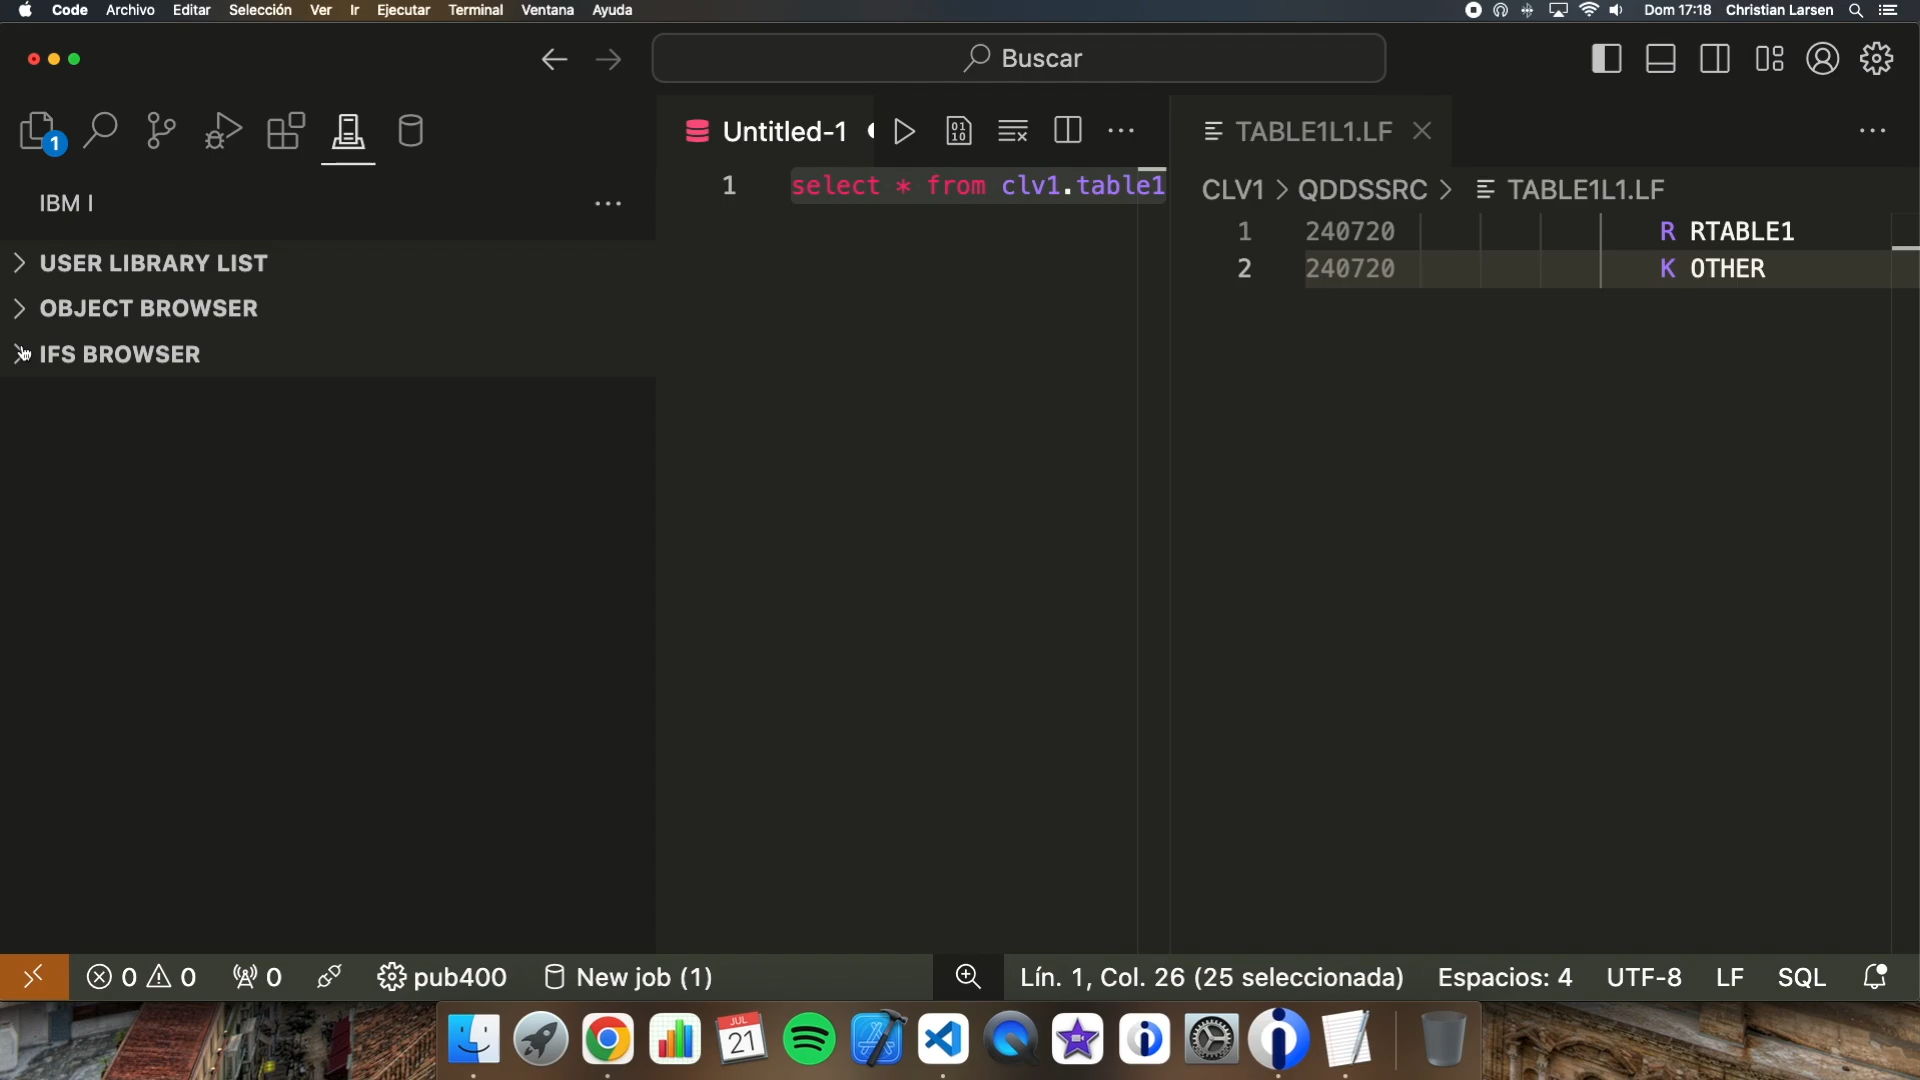 Code Archivo Editar Selección Ver Ir Ejecutar Terminal Ventana Ayuda Dom 17:18 Christian Larsen
Buscar
1
Untitled-1
TABLE1L1.LF
IBM I
USER LIBRARY LIST
OBJECT BROWSER
IFS BROWSER
1 select * from clv1.table1
CLV1 > QDDSSRC > TABLE1L1.LF
1 240720 R RTABLE1
2 240720 K OTHER
0 0 0 pub400 New job (1) Lín. 1, Col. 26 (25 seleccionada) Espacios: 4 UTF-8 LF SQL
JUL
21